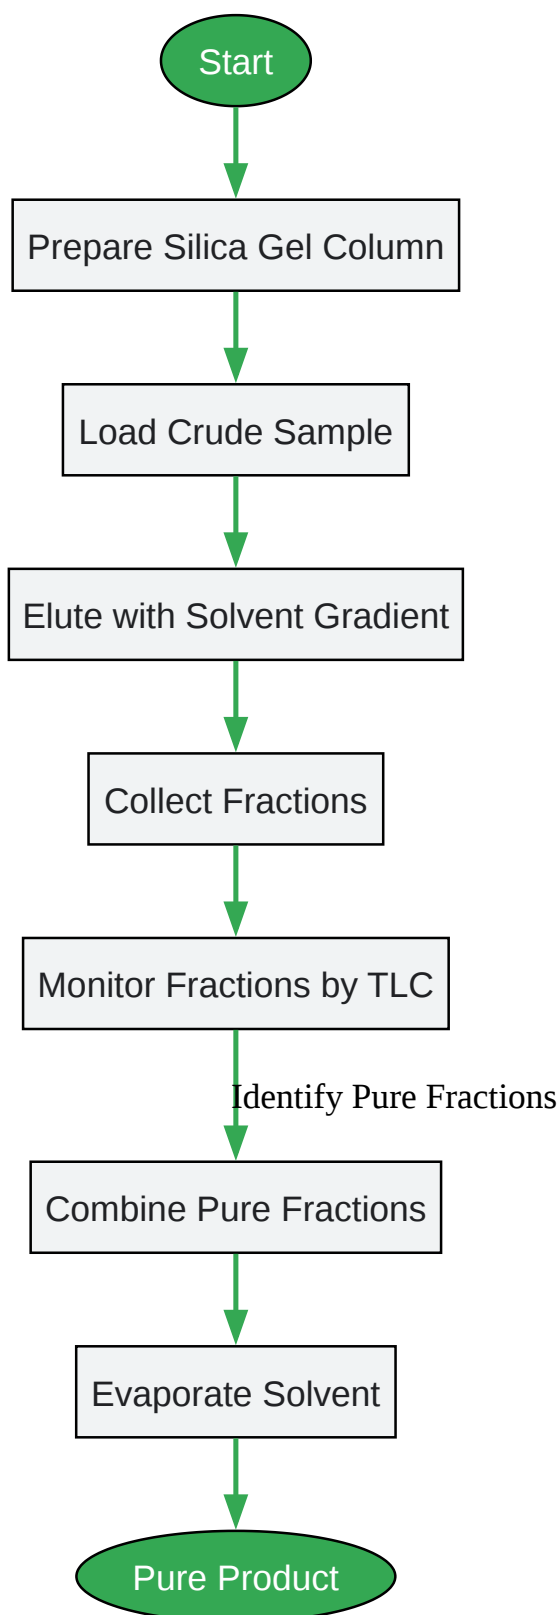 Start
Prepare Silica Gel Column
Load Crude Sample
Elute with Solvent Gradient
Collect Fractions
Monitor Fractions by TLC
Identify Pure Fractions
Combine Pure Fractions
Evaporate Solvent
Pure Product